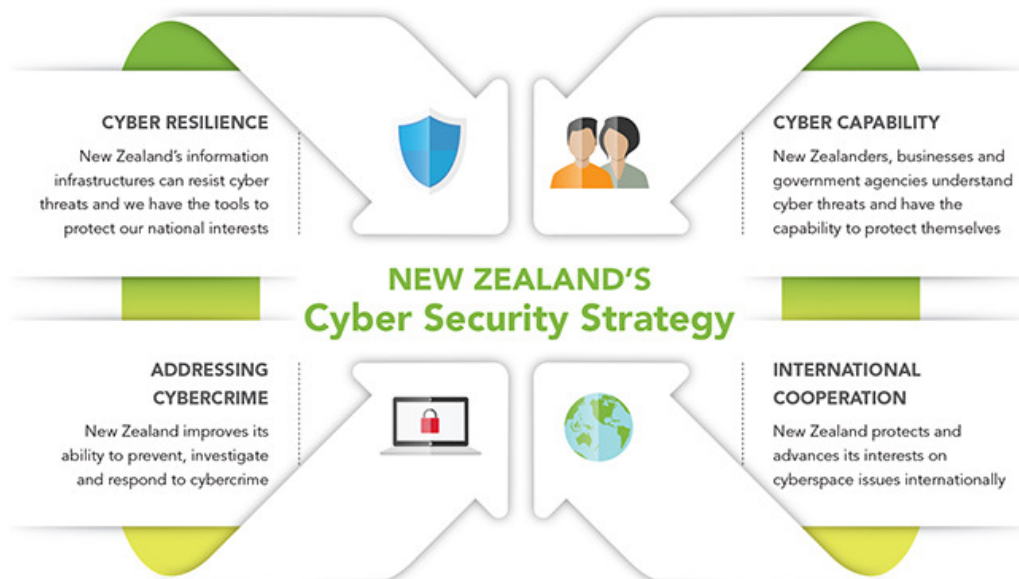 CYBER RESILIENCE
New Zealand's information
infrastructures can resist cyber
threats and we have the tools to
protect our national interests
CYBER CAPABILITY
New Zealanders, businesses and
government agencies understand
cyber threats and have the
capability to protect themselves
NEW ZEALAND'S
Cyber Security Strategy
ADDRESSING
CYBERCRIME
New Zealand improves its
ability to prevent, investigate
and respond to cybercrime
INTERNATIONAL
COOPERATION
New Zealand protects and
advances its interests on
cyberspace issues internationally